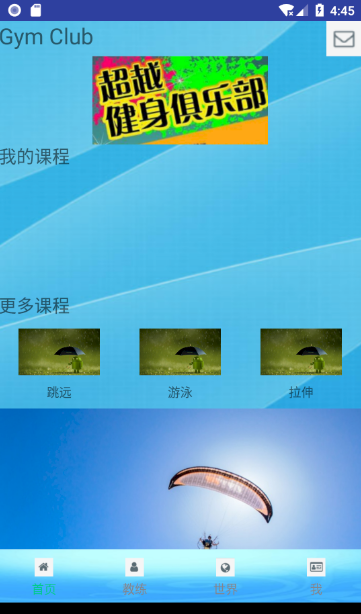 4:45
Gym Club
超越
健身俱乐部
我的课程
更多课程
跳远 游泳 拉伸
首页 教练 世界 我